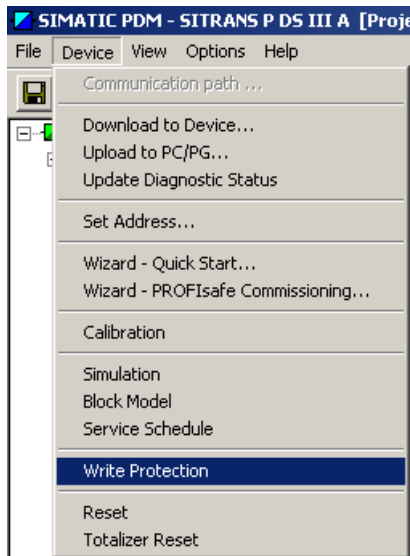 SIMATIC PDM - SITRANS P DS III A [Proje
File Device View Options Help
Communication path ...
Download to Device...
Upload to PC/PG...
Update Diagnostic Status
Set Address...
Wizard - Quick Start...
Wizard - PROFIsafe Commissioning...
Calibration
Simulation
Block Model
Service Schedule
Write Protection
Reset
Totalizer Reset